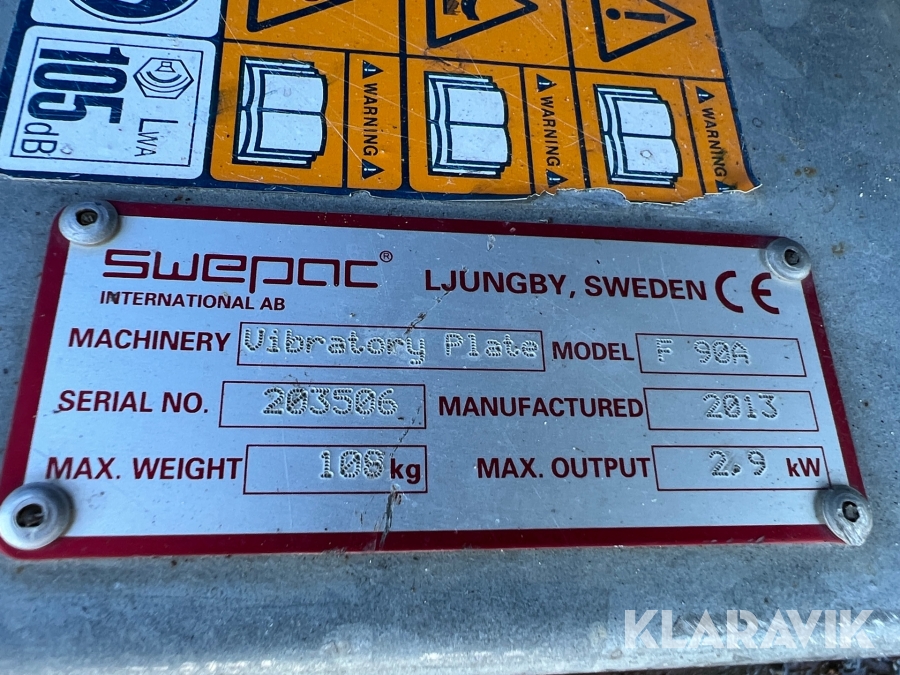 105 dB
LWA
WARNING
WARNING
WARNING
swepac®
INTERNATIONAL AB
LJUNGBY, SWEDEN CE
MACHINERY Vibratory Plate MODEL F 90A
SERIAL NO. 203506 MANUFACTURED 2013
MAX. WEIGHT 108 kg MAX. OUTPUT 2.9 kW
KLARAVIK